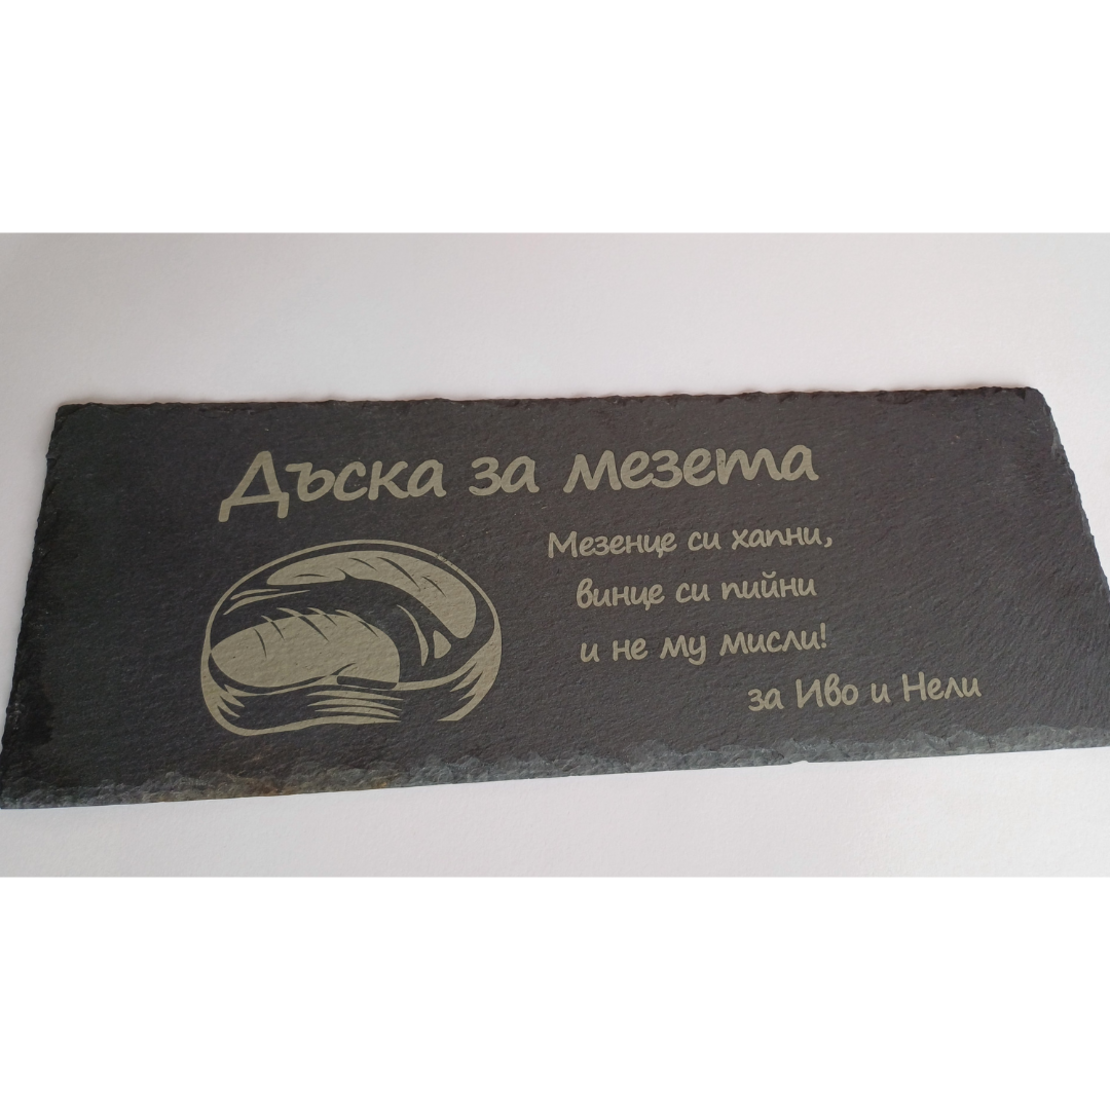 Дъска за мезета
Мезенце си хапни,
винце си пийни
и не му мисли!
за Иво и Нели